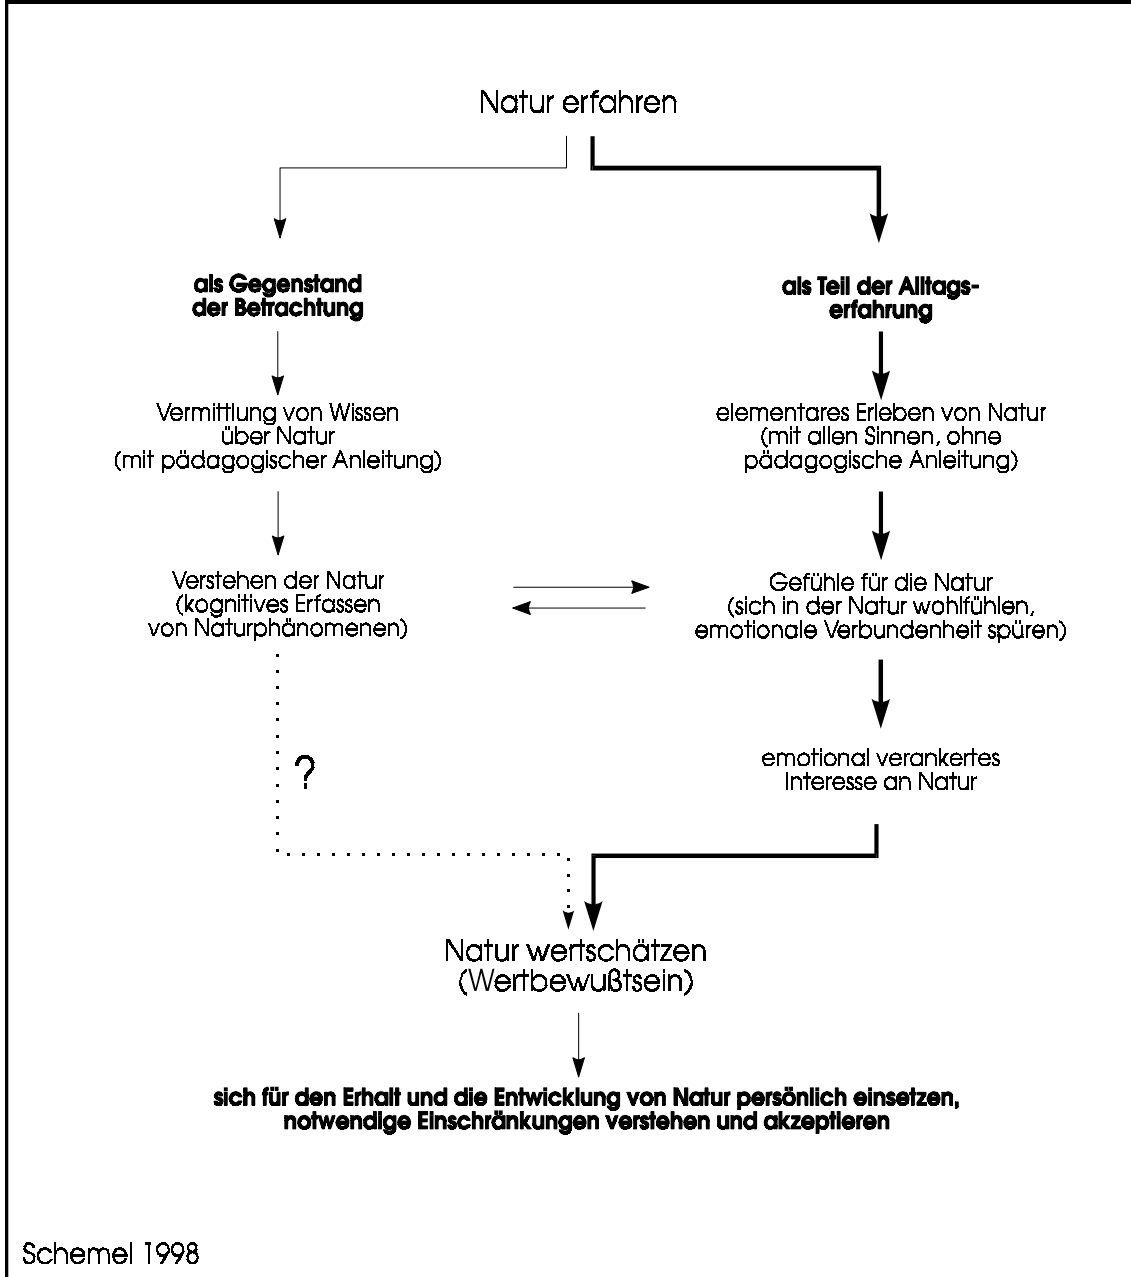 Natur erfahren
als Gegenstand
der Betrachtung
als Teil der Alltags-
erfahrung
Vermittlung von Wissen
über Natur
(mit pädagogischer Anleitung)
elementares Erleben von Natur
(mit allen Sinnen, ohne
pädagogische Anleitung)
Verstehen der Natur
(kognitives Erfassen
von Naturphänomenen)
Gefühle für die Natur
(sich in der Natur wohlfühlen,
emotionale Verbundenheit spüren)
?
emotional verankertes
Interesse an Natur
Natur wertschätzen
(Wertbewußtsein)
sich für den Erhalt und die Entwicklung von Natur persönlich einsetzen,
notwendige Einschränkungen verstehen und akzeptieren
Schemel 1998